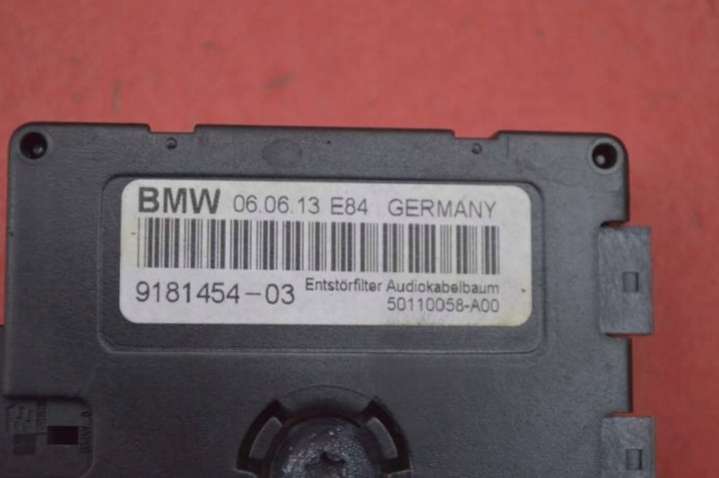 BMW 06.06.13 E84 GERMANY
9181454-03 Entstörfilter Audiokabelbaum
50110058-A00